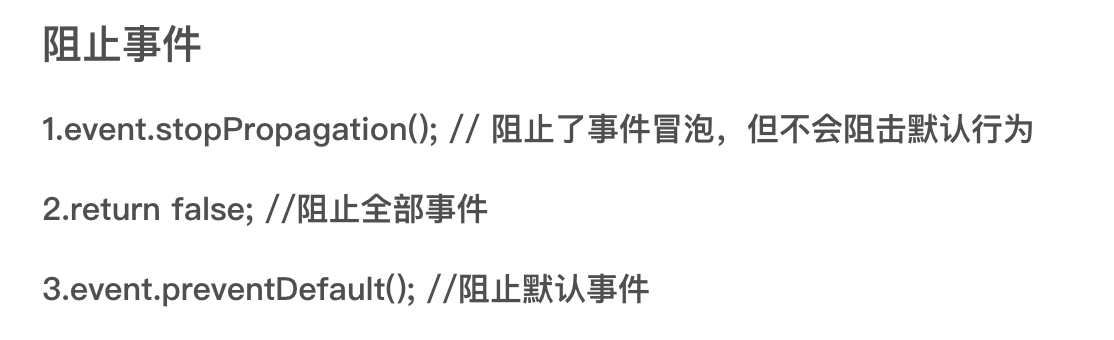 阻止事件
1.event.stopPropagation(); // 阻止了事件冒泡，但不会阻击默认行为
2.return false; //阻止全部事件
3.event.preventDefault(); //阻止默认事件